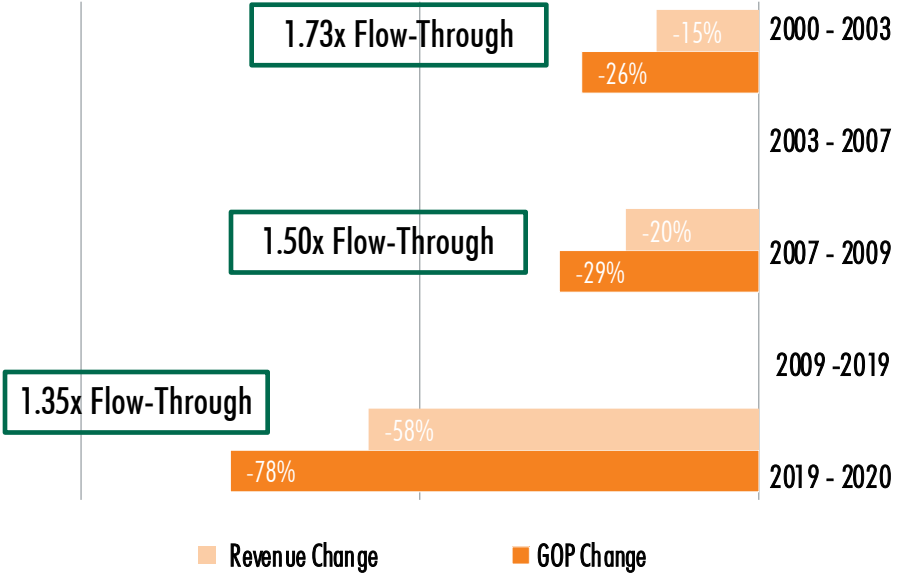 1.73x Flow-Through
-15%
2000 - 2003
-26%
2003 - 2007
1.50x Flow-Through
-20%
2007 - 2009
-29%
2009 -2019
1.35x Flow-Through
-58%
-78%
2019 - 2020
Revenue Change
GOP Change